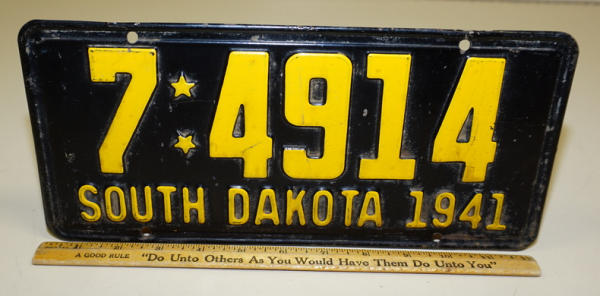 7★★4914
SOUTH DAKOTA 1941
A GOOD RULE "Do Unto Others As You Would Have Them Do Unto You"